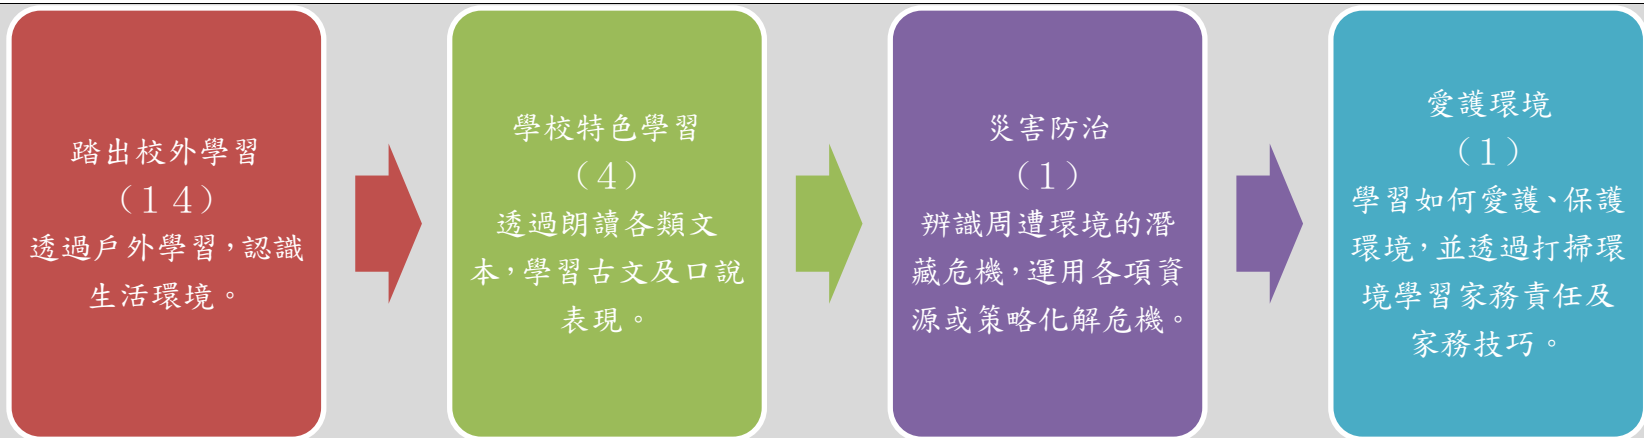 踏出校外學習
（１４）
透過戶外學習，認識
生活環境。
學校特色學習
（４）
透過朗讀各類文
本，學習古文及口說
表現。
災害防治
（１）
辨識周遭環境的潛
藏危機，運用各項資
源或策略化解危機。
愛護環境
（１）
學習如何愛護、保護
環境，並透過打掃環
境學習家務責任及
家務技巧。